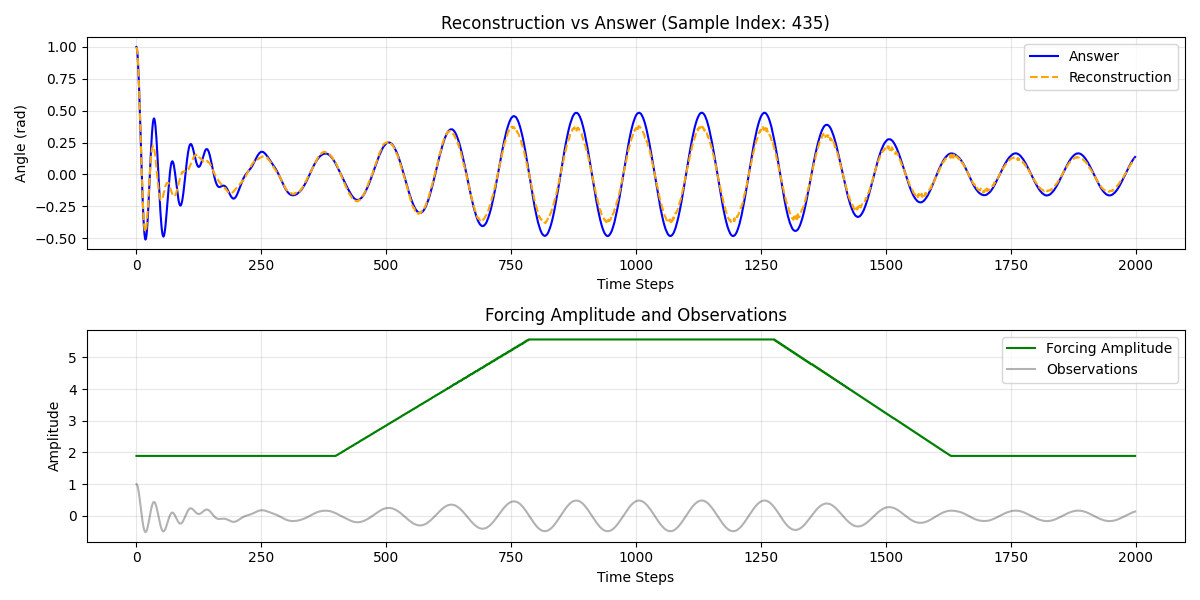 Reconstruction vs Answer (Sample Index: 435)
Angle (rad)
1.00
0.75
0.50
0.25
0.00
−0.25
−0.50
Answer
Reconstruction
0 250 500 750 1000 1250 1500 1750 2000
Time Steps
Forcing Amplitude and Observations
Amplitude
5
4
3
2
1
0
Forcing Amplitude
Observations
0 250 500 750 1000 1250 1500 1750 2000
Time Steps